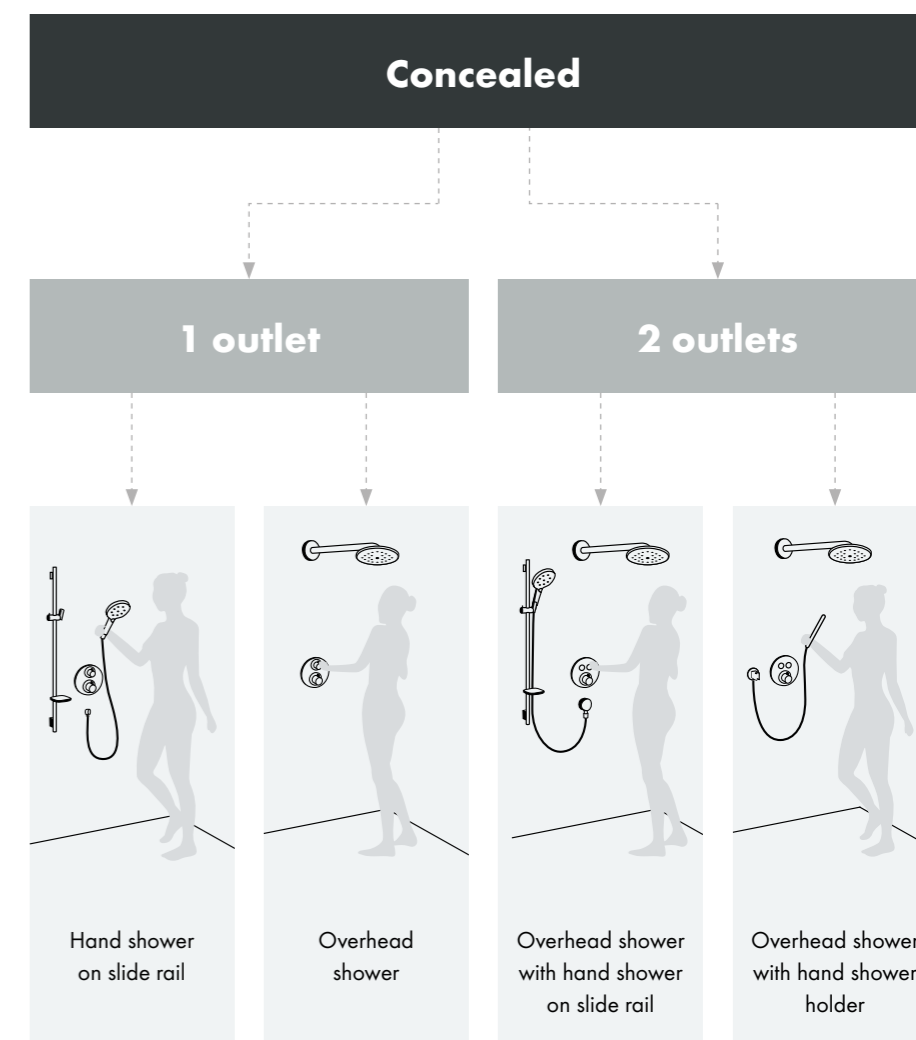 Concealed
1 outlet
2 outlets
Hand shower
on slide rail
Overhead
shower
Overhead shower
with hand shower
on slide rail
Overhead shower
with hand shower
holder